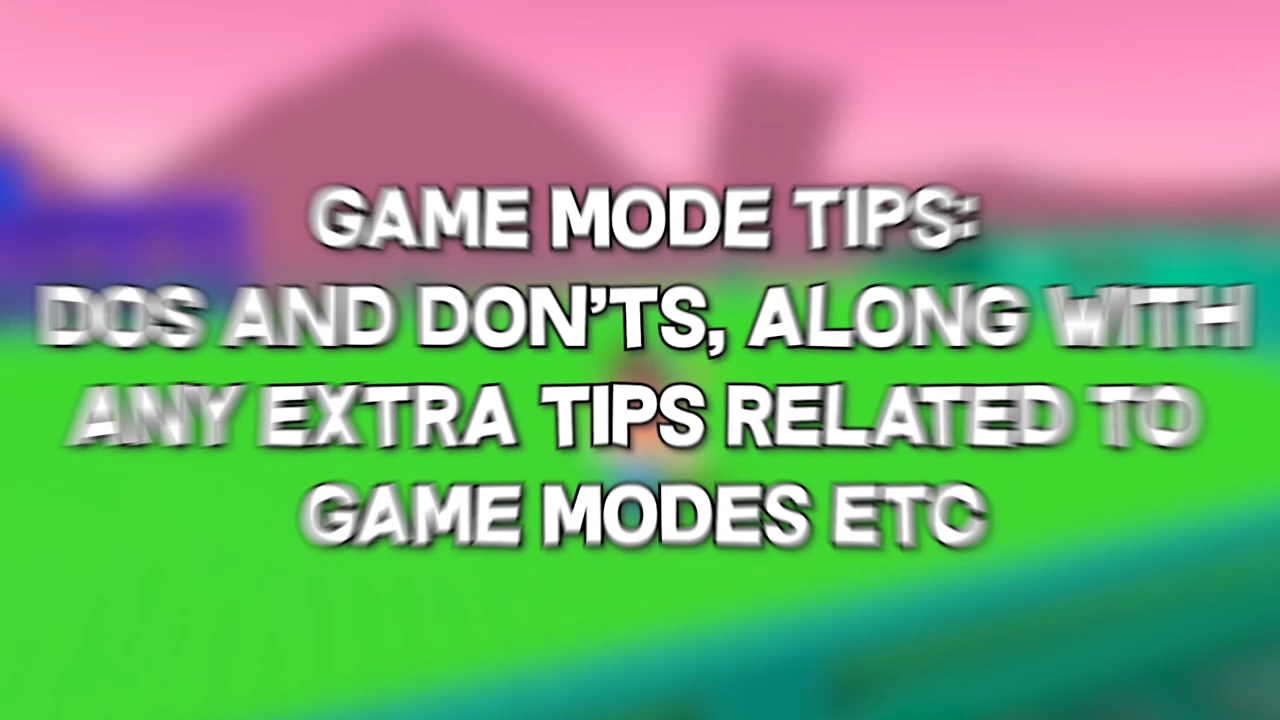 GAME MODE TIPS:
DOS AND DON'TS, ALONG WITH
ANY EXTRA TIPS RELATED TO
GAME MODES ETC